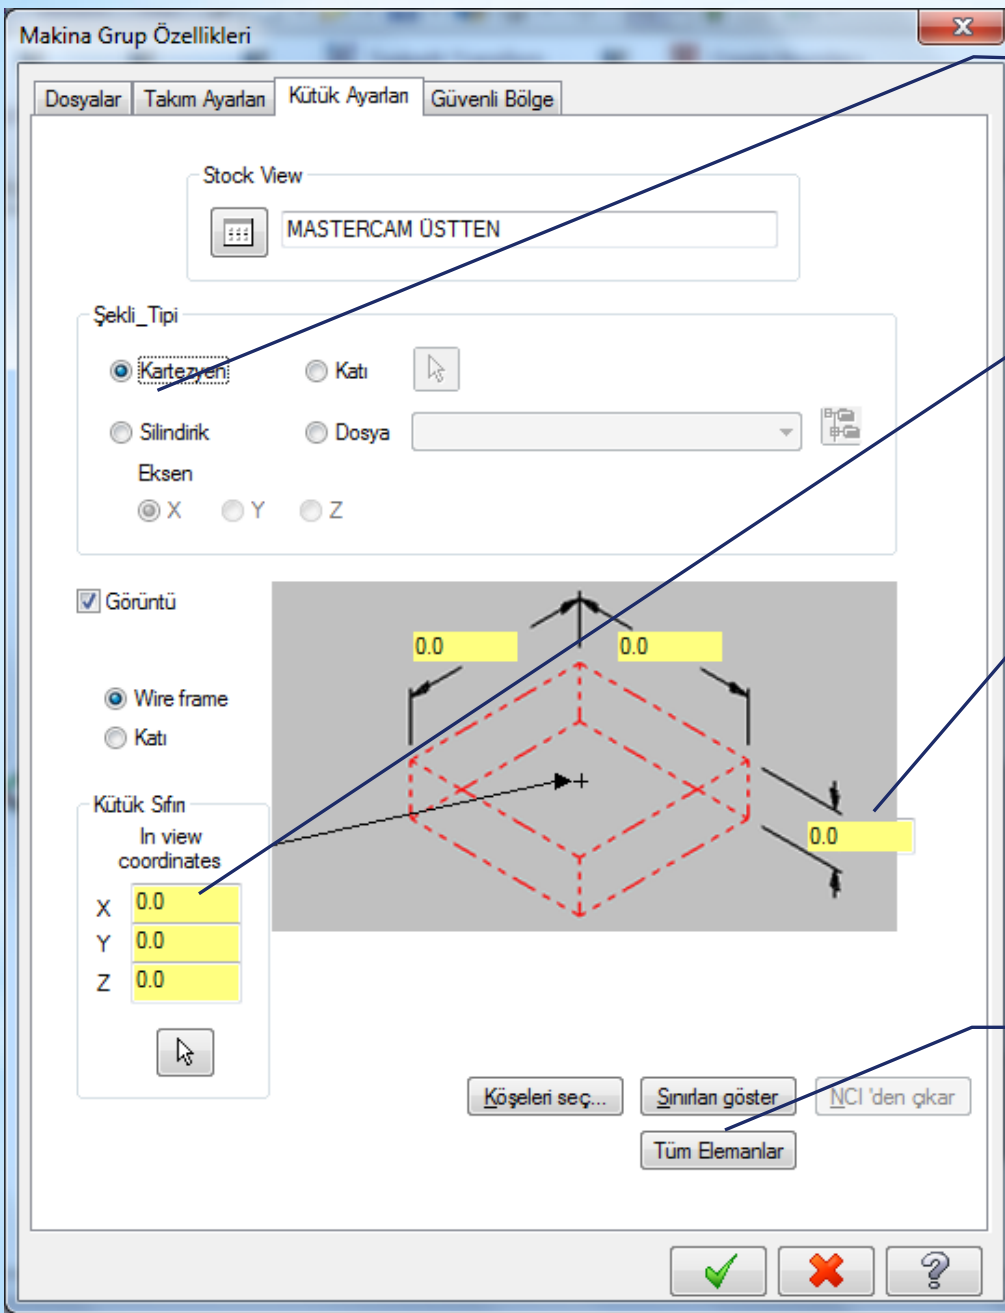 Makina Grup Özellikleri
Dosyalar Takım Ayarları Kütük Ayarları Güvenli Bölge
Stock View
MASTERCAM ÜSTTEN
Şekli_Tipi
Kartezyen Katı
Silindirik Dosya
Eksen
X Y Z
Görüntü
0.0 0.0
Wire frame
Katı
Kütük Sıfırı
In view
coordinates
0.0
X 0.0
Y 0.0
Z 0.0
Köşeleri seç... Sınırları göster NCI 'den çıkar
Tüm Elemanlar